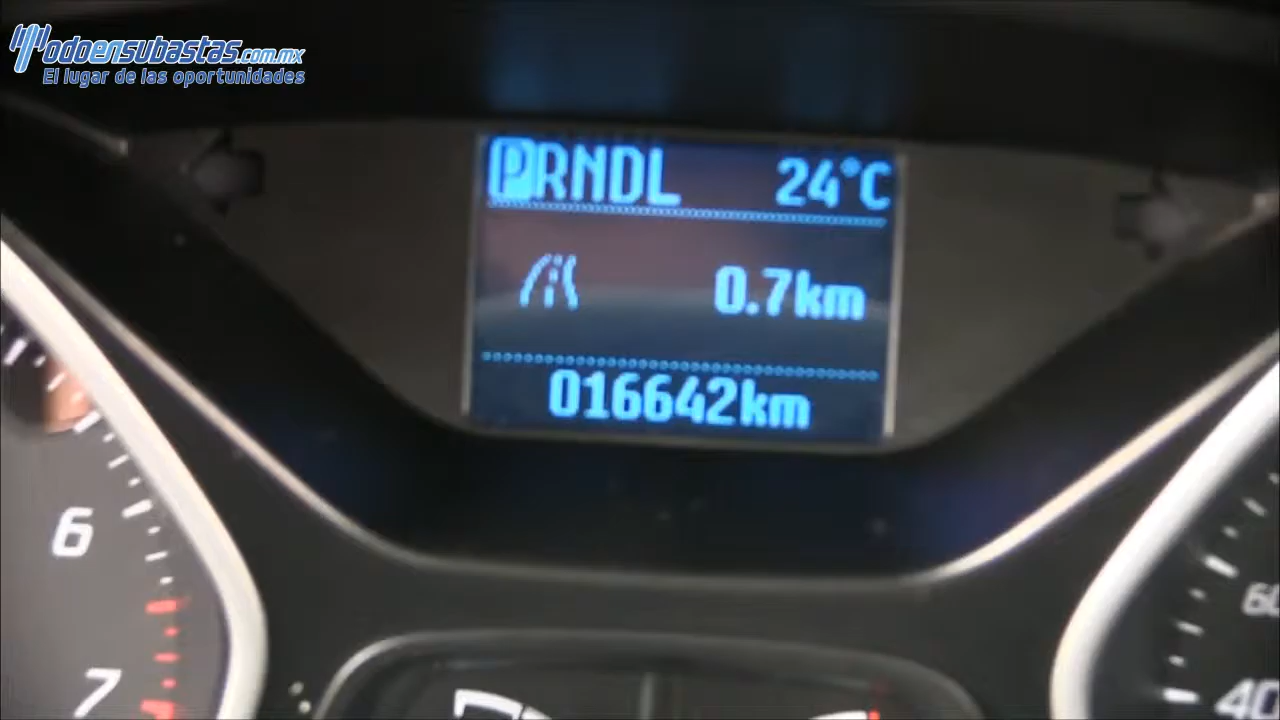 Todoensubastas.com.mx
El lugar de las oportunidades
PRNDL 24°C
0.7km
016642km
6
7
60
40